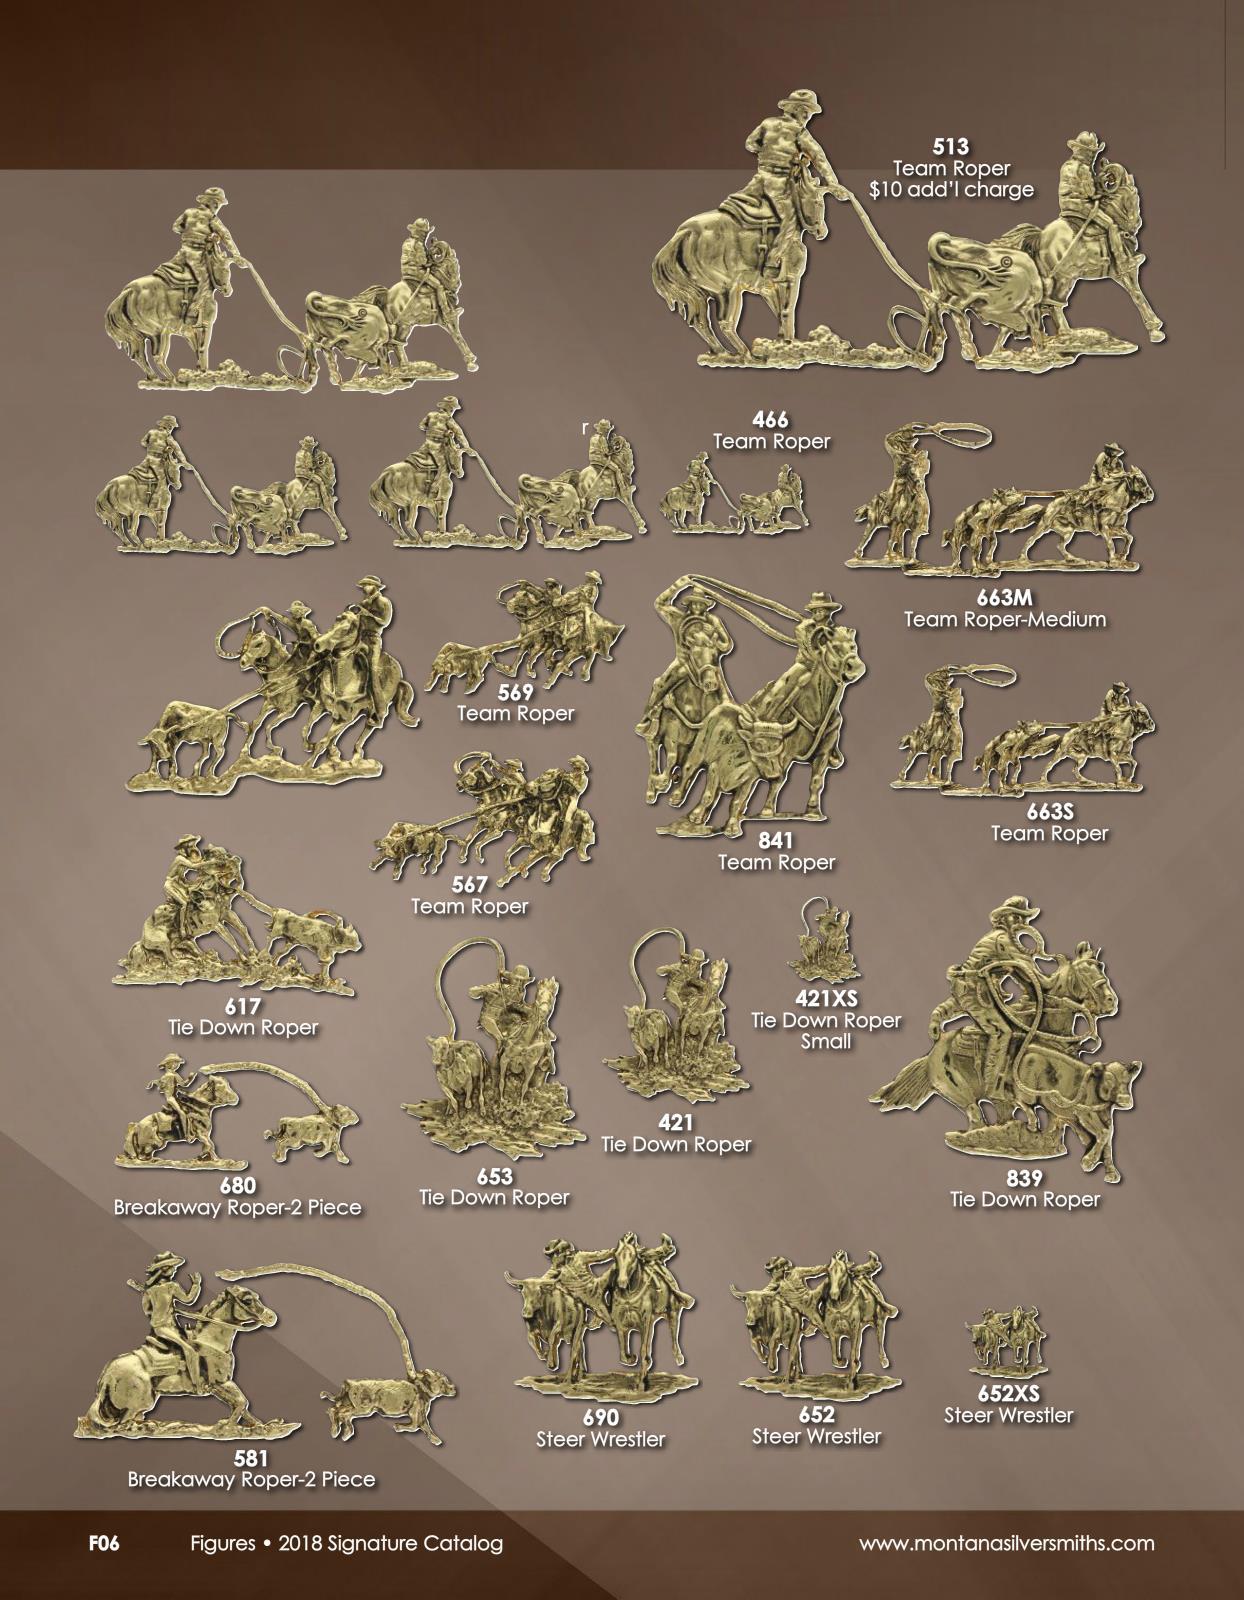 513
Team Roper
$10 add'l charge
466
Team Roper
r
663M
Team Roper-Medium
569
Team Roper
663S
Team Roper
841
Team Roper
567
Team Roper
617
Tie Down Roper
421XS
Tie Down Roper
Small
421
Tie Down Roper
653
Tie Down Roper
839
Tie Down Roper
680
Breakaway Roper-2 Piece
690
Steer Wrestler
652
Steer Wrestler
652XS
Steer Wrestler
581
Breakaway Roper-2 Piece
F06 Figures • 2018 Signature Catalog www.montanasilversmiths.com